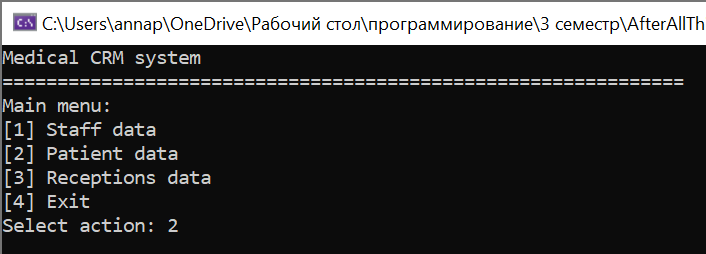 C:\Users\annap\OneDrive\Рабочий стол\программирование\3 семестр\AfterAllTh
Medical CRM system
==============================================================
Main menu:
[1] Staff data
[2] Patient data
[3] Receptions data
[4] Exit
Select action: 2